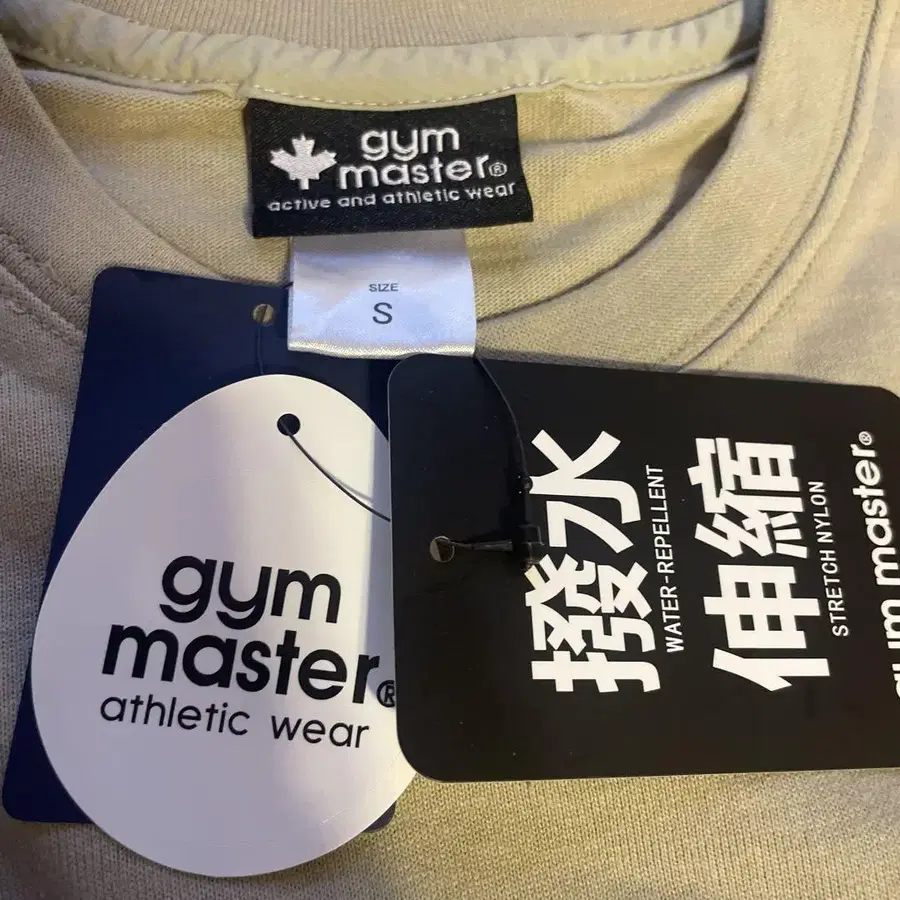 gym
master®
active and athletic wear
SIZE
S
gym
master®
athletic wear
撥水
WATER-REPELLENT
伸縮
STRETCH NYLON
gym master®